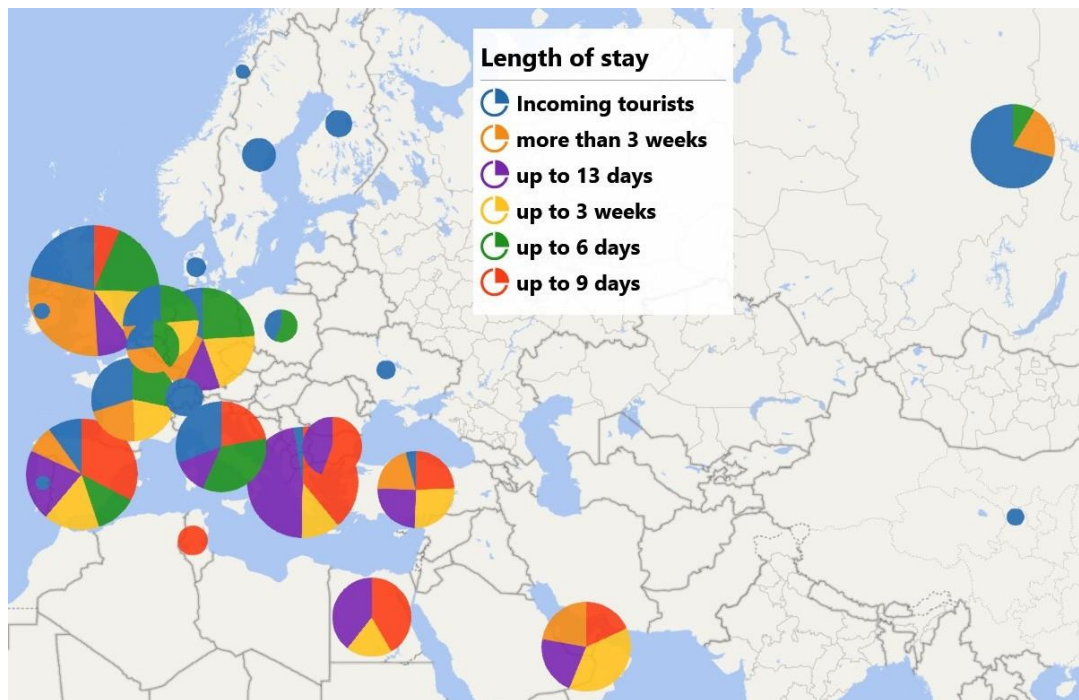 Length of stay
Incoming tourists
more than 3 weeks
up to 13 days
up to 3 weeks
up to 6 days
up to 9 days